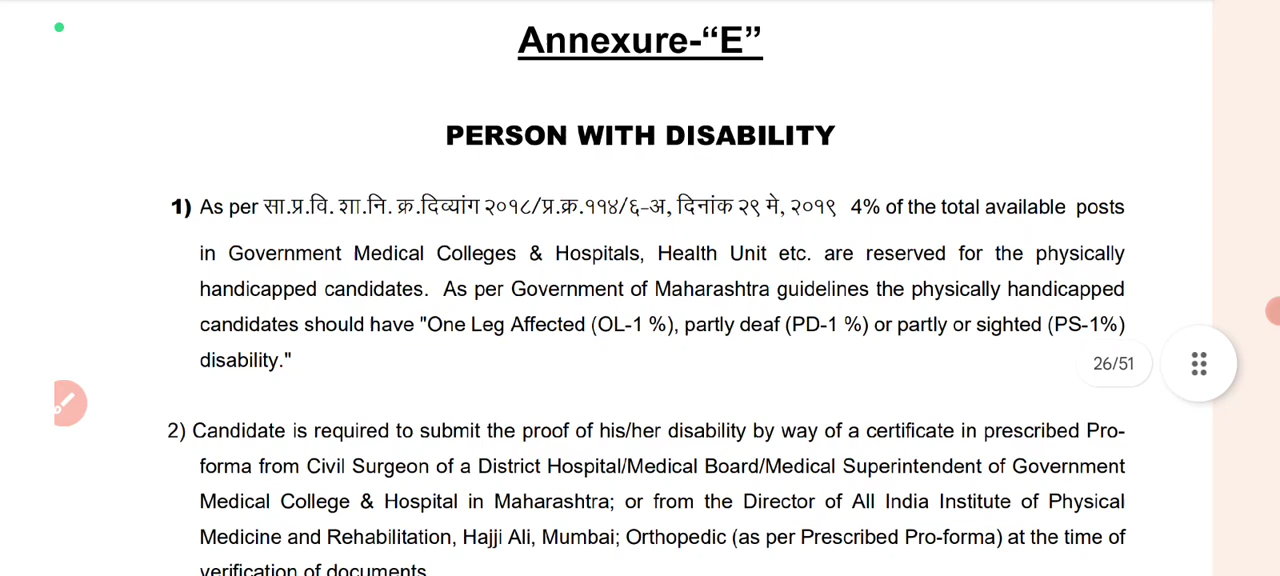 Annexure-“E”
PERSON WITH DISABILITY
1) As per सा.प्र.वि. शा.नि. क्र.दिव्यांग २०१८/प्र.क्र.११४/६-अ, दिनांक २९ मे, २०१९ 4% of the total available posts
in Government Medical Colleges & Hospitals, Health Unit etc. are reserved for the physically
handicapped candidates. As per Government of Maharashtra guidelines the physically handicapped
candidates should have "One Leg Affected (OL-1 %), partly deaf (PD-1 %) or partly or sighted (PS-1%)
disability."
26/51
2) Candidate is required to submit the proof of his/her disability by way of a certificate in prescribed Pro-
forma from Civil Surgeon of a District Hospital/Medical Board/Medical Superintendent of Government
Medical College & Hospital in Maharashtra; or from the Director of All India Institute of Physical
Medicine and Rehabilitation, Hajji Ali, Mumbai; Orthopedic (as per Prescribed Pro-forma) at the time of
verification of documents